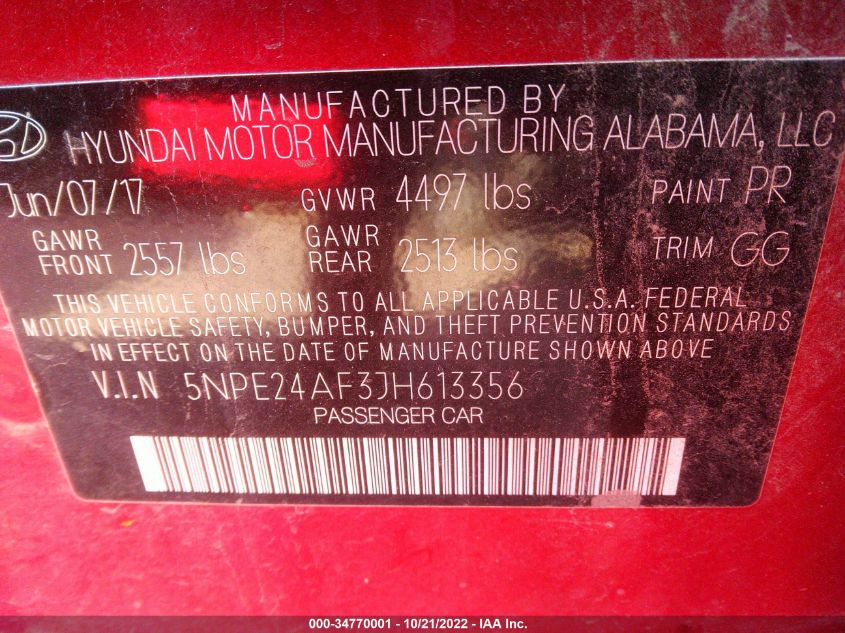 MANUFACTURED BY
HYUNDAI MOTOR MANUFACTURING ALABAMA, LLC
Jun/07/17 GVWR 4497 lbs PAINT PR
GAWR FRONT 2557 lbs GAWR REAR 2513 lbs TRIM GG
THIS VEHICLE CONFORMS TO ALL APPLICABLE U.S.A. FEDERAL
MOTOR VEHICLE SAFETY, BUMPER, AND THEFT PREVENTION STANDARDS
IN EFFECT ON THE DATE OF MANUFACTURE SHOWN ABOVE
V.I.N 5NPE24AF3JH613356
PASSENGER CAR
000-34770001 - 10/21/2022 - IAA Inc.